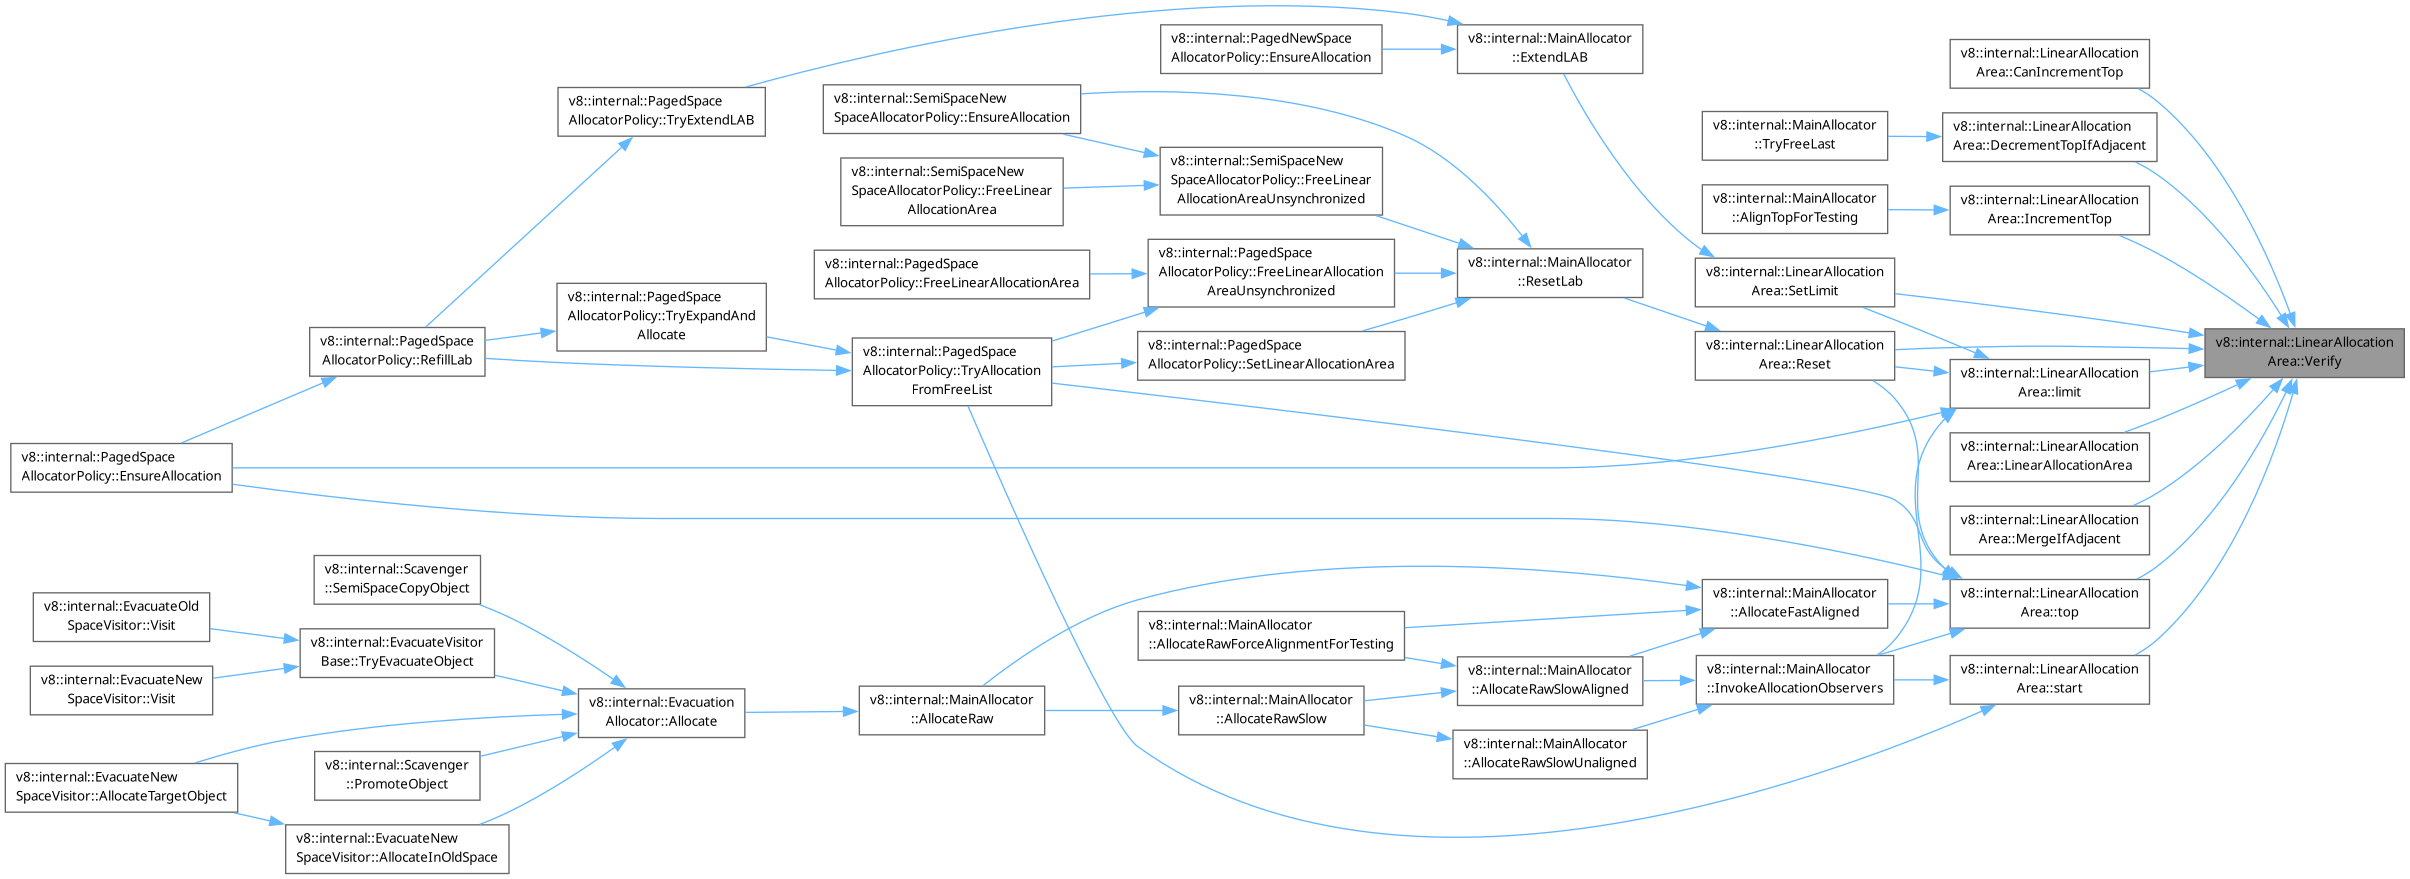 v8::internal::LinearAllocation
Area::Verify
v8::internal::LinearAllocation
Area::CanIncrementTop
v8::internal::LinearAllocation
Area::DecrementTopIfAdjacent
v8::internal::MainAllocator
::TryFreeLast
v8::internal::LinearAllocation
Area::IncrementTop
v8::internal::MainAllocator
::AlignTopForTesting
v8::internal::LinearAllocation
Area::SetLimit
v8::internal::MainAllocator
::ExtendLAB
v8::internal::PagedNewSpace
AllocatorPolicy::EnsureAllocation
v8::internal::PagedSpace
AllocatorPolicy::TryExtendLAB
v8::internal::PagedSpace
AllocatorPolicy::RefillLab
v8::internal::PagedSpace
AllocatorPolicy::EnsureAllocation
v8::internal::LinearAllocation
Area::Reset
v8::internal::MainAllocator
::ResetLab
v8::internal::SemiSpaceNew
SpaceAllocatorPolicy::EnsureAllocation
v8::internal::SemiSpaceNew
SpaceAllocatorPolicy::FreeLinear
AllocationAreaUnsynchronized
v8::internal::SemiSpaceNew
SpaceAllocatorPolicy::FreeLinear
AllocationArea
v8::internal::PagedSpace
AllocatorPolicy::FreeLinearAllocation
AreaUnsynchronized
v8::internal::PagedSpace
AllocatorPolicy::FreeLinearAllocationArea
v8::internal::PagedSpace
AllocatorPolicy::TryAllocation
FromFreeList
v8::internal::PagedSpace
AllocatorPolicy::TryExpandAnd
Allocate
v8::internal::PagedSpace
AllocatorPolicy::SetLinearAllocationArea
v8::internal::LinearAllocation
Area::limit
v8::internal::LinearAllocation
Area::LinearAllocationArea
v8::internal::LinearAllocation
Area::MergeIfAdjacent
v8::internal::LinearAllocation
Area::top
v8::internal::MainAllocator
::AllocateFastAligned
v8::internal::MainAllocator
::AllocateRaw
v8::internal::Evacuation
Allocator::Allocate
v8::internal::Scavenger
::SemiSpaceCopyObject
v8::internal::EvacuateVisitor
Base::TryEvacuateObject
v8::internal::EvacuateOld
SpaceVisitor::Visit
v8::internal::EvacuateNew
SpaceVisitor::Visit
v8::internal::EvacuateNew
SpaceVisitor::AllocateTargetObject
v8::internal::Scavenger
::PromoteObject
v8::internal::EvacuateNew
SpaceVisitor::AllocateInOldSpace
v8::internal::MainAllocator
::AllocateRawForceAlignmentForTesting
v8::internal::MainAllocator
::AllocateRawSlowAligned
v8::internal::MainAllocator
::AllocateRawSlow
v8::internal::MainAllocator
::AllocateRawSlowUnaligned
v8::internal::MainAllocator
::InvokeAllocationObservers
v8::internal::LinearAllocation
Area::start